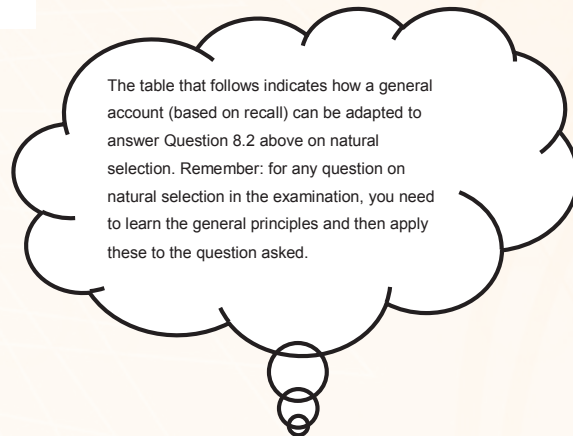 The table that follows indicates how a general
account (based on recall) can be adapted to
answer Question 8.2 above on natural
selection. Remember: for any question on
natural selection in the examination, you need
to learn the general principles and then apply
these to the question asked.